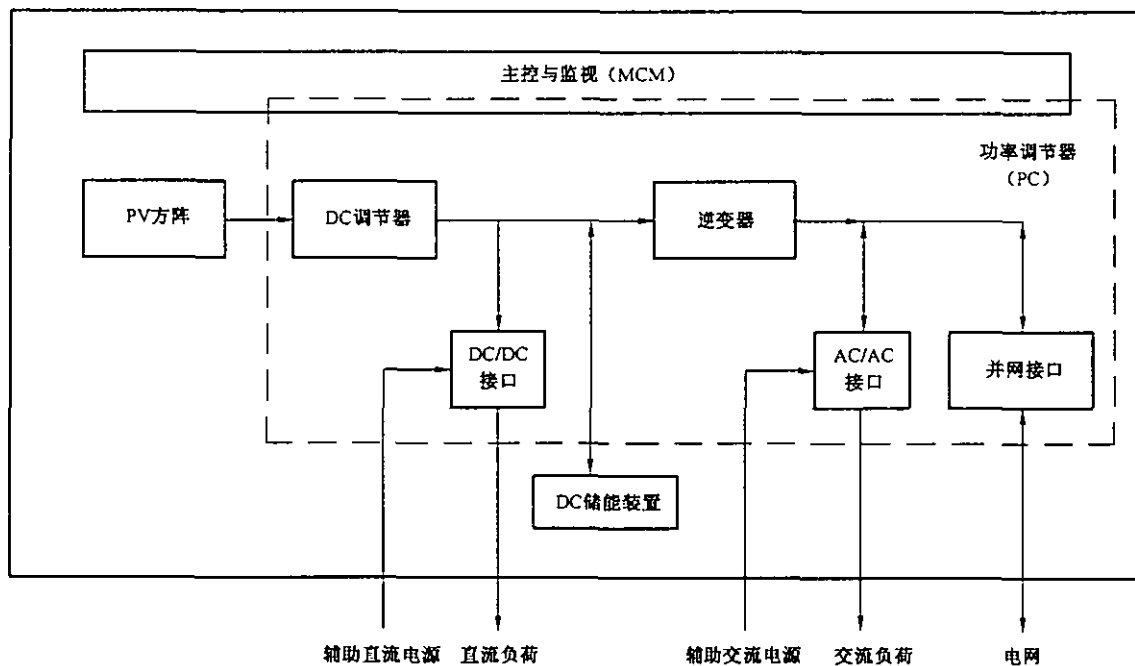 主控与监视（MCM）
功率调节器
（PC）
PV方阵
DC调节器
逆变器
DC/DC
接口
AC/AC
接口
并网接口
DC储能装置
辅助直流电源
直流负荷
辅助交流电源
交流负荷
电网